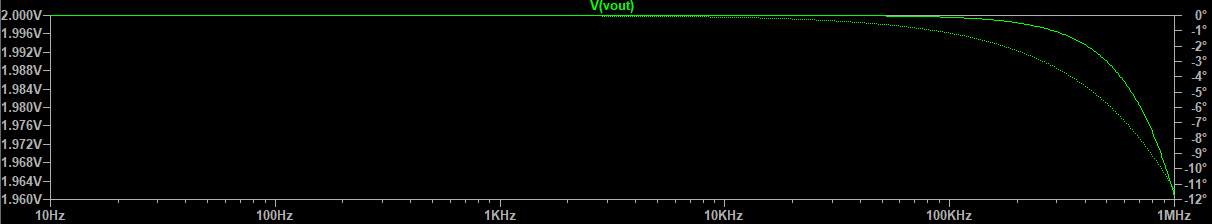 V(vout)
2.000V 0°
1.996V -1°
1.992V -2°
1.988V -3°
1.984V -4°
-5°
1.980V -6°
1.976V -7°
1.972V -8°
1.968V -9°
-10°
1.964V -11°
1.960V -12°
10Hz 100Hz 1KHz 10KHz 100KHz 1MHz